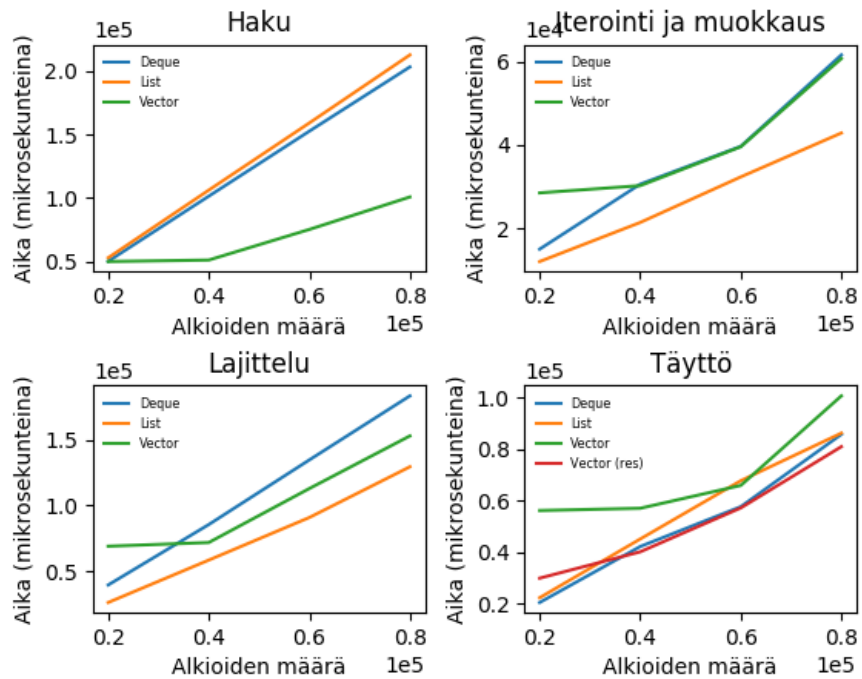 Haku
1e5
Aika (mikrosekunteina)
2.0
1.5
1.0
0.5
Deque
List
Vector
0.2 0.4 0.6 0.8
Alkioiden määrä
1e5
Iterointi ja muokkaus
1e4
Aika (mikrosekunteina)
6
4
2
Deque
List
Vector
0.2 0.4 0.6 0.8
Alkioiden määrä
1e5
Lajittelu
1e5
Aika (mikrosekunteina)
1.5
1.0
0.5
Deque
List
Vector
0.2 0.4 0.6 0.8
Alkioiden määrä
1e5
Täyttö
1e5
Aika (mikrosekunteina)
1.0
0.8
0.6
0.4
0.2
Deque
List
Vector
Vector (res)
0.2 0.4 0.6 0.8
Alkioiden määrä
1e5